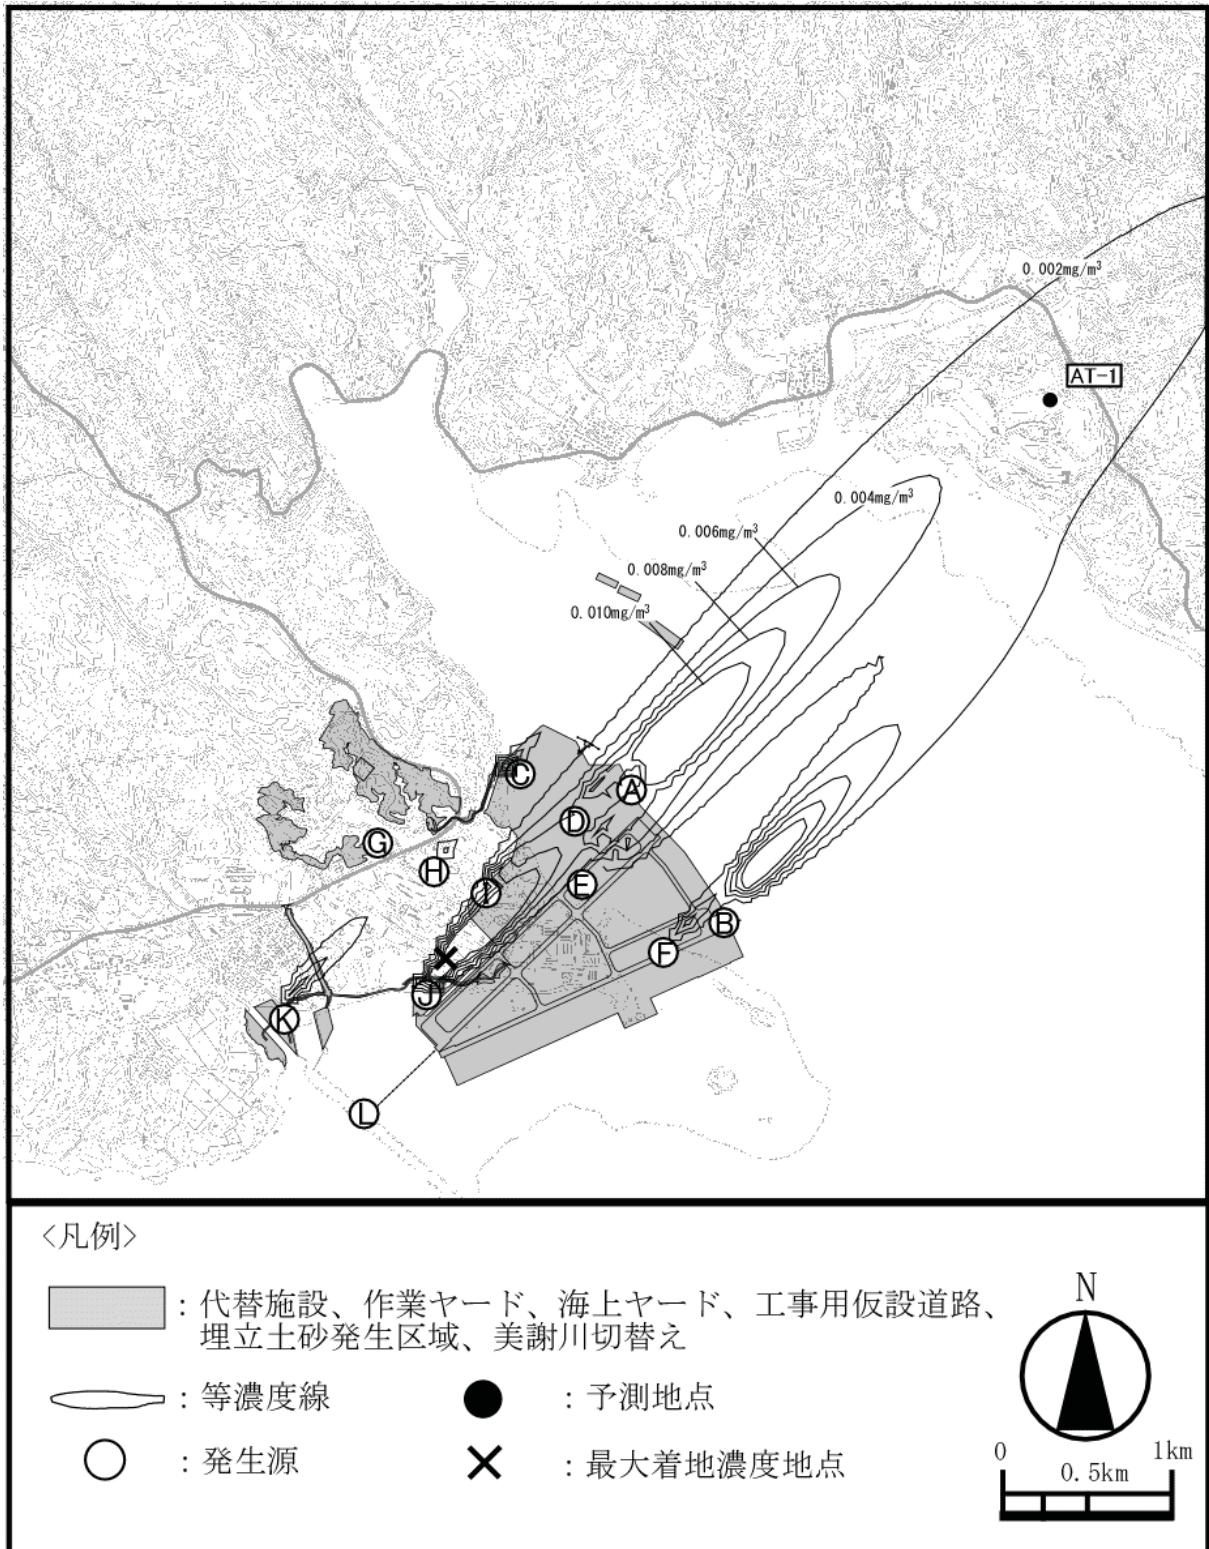 0.002mg/m³
AT-1
0.004mg/m³
0.006mg/m³
0.008mg/m³
0.010mg/m³
C
A
D
G
H
E
I
B
F
J
K
L
<凡例>
：代替施設、作業ヤード、海上ヤード、工事用仮設道路、
埋立土砂発生区域、美謝川切替え
：等濃度線
：予測地点
：発生源
：最大着地濃度地点
N
0 1km
0.5km